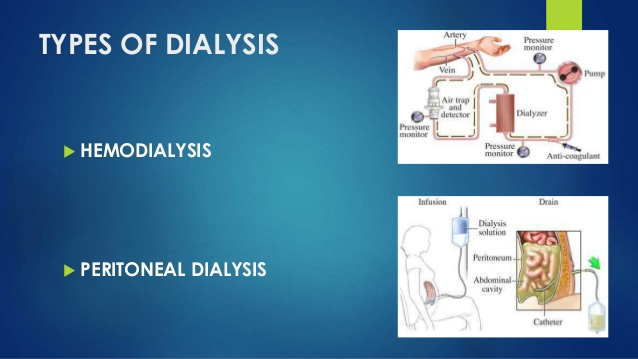 TYPES OF DIALYSIS
HEMODIALYSIS
PERITONEAL DIALYSIS
Artery
Pressure
monitor
Vein
Pump
Air trap
and
detector
Dialyzer
Pressure
monitor
Pressure
monitor
Anti-coagulant
Infusion
Drain
Dialysis
solution
Peritoneum
Abdominal
cavity
Catheter